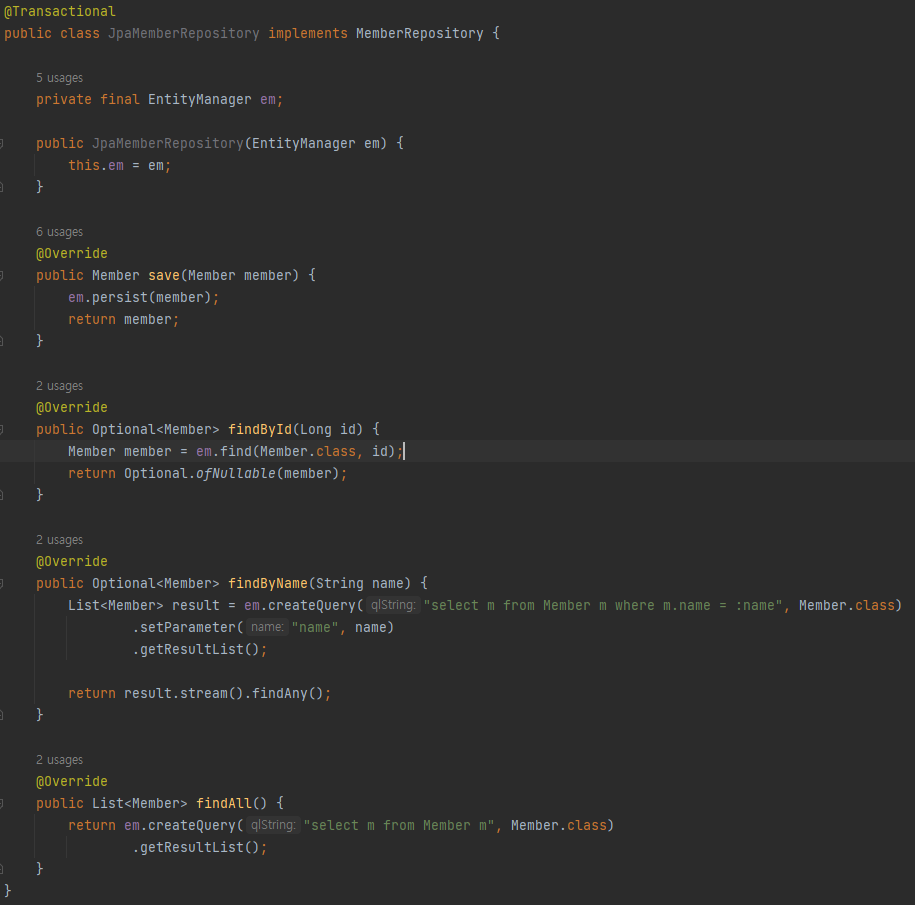 @Transactional
public class JpaMemberRepository implements MemberRepository {
5 usages
private final EntityManager em;
public JpaMemberRepository(EntityManager em) {
this.em = em;
}
6 usages
@Override
public Member save(Member member) {
em.persist(member);
return member;
}
2 usages
@Override
public Optional<Member> findById(Long id) {
Member member = em.find(Member.class, id);
return Optional.ofNullable(member);
}
2 usages
@Override
public Optional<Member> findByName(String name) {
List<Member> result = em.createQuery( qlString: "select m from Member m where m.name = :name", Member.class)
.setParameter( name: "name", name)
.getResultList();
return result.stream().findAny();
}
2 usages
@Override
public List<Member> findAll() {
return em.createQuery( qlString: "select m from Member m", Member.class)
.getResultList();
}
}